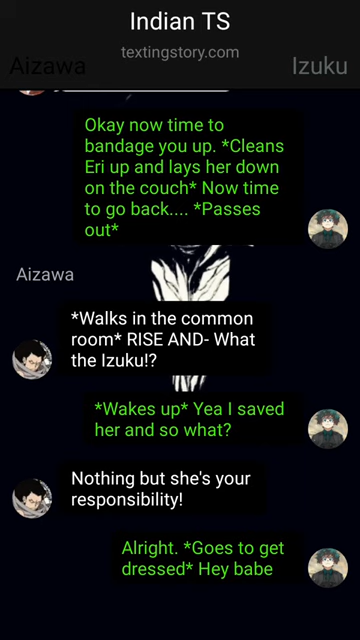 Indian TS
textingstory.com
Aizawa
Izuku
Okay now time to
bandage you up. *Cleans
Eri up and lays her down
on the couch* Now time
to go back.... *Passes
out*
Aizawa
*Walks in the common
room* RISE AND- What
the Izuku!?
*Wakes up* Yea I saved
her and so what?
Nothing but she's your
responsibility!
Alright. *Goes to get
dressed* Hey babe